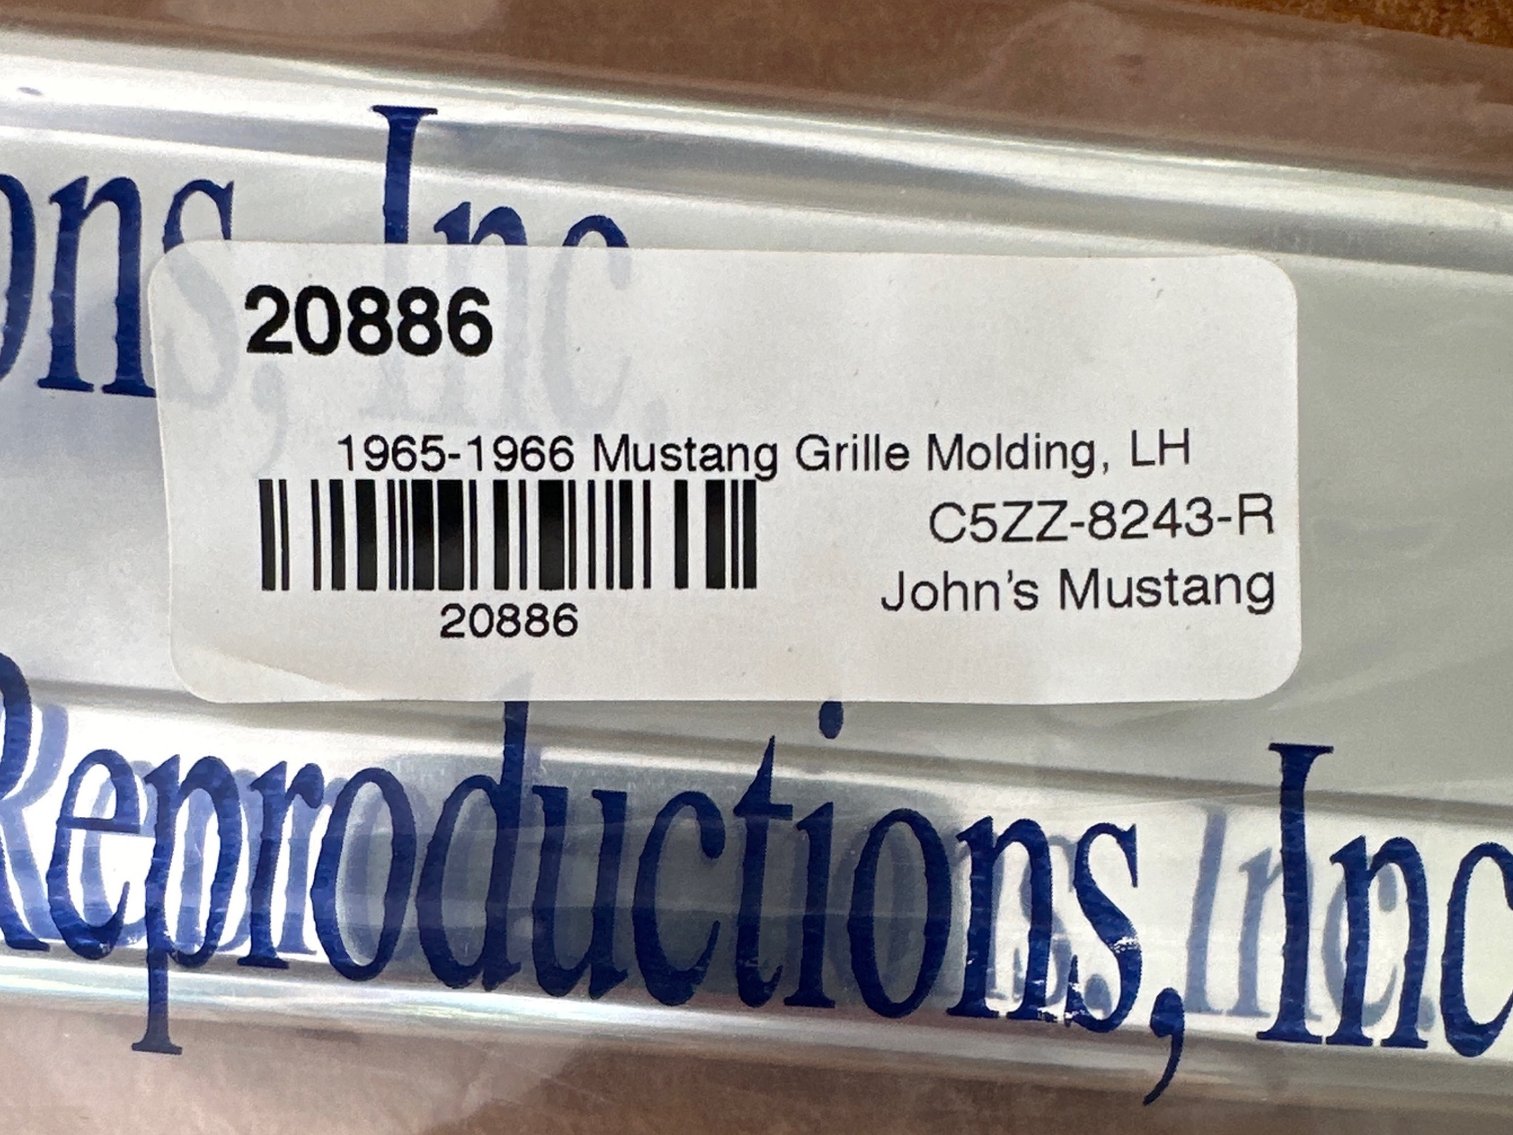 ons, Inc.
20886
1965-1966 Mustang Grille Molding, LH
C5ZZ-8243-R
John's Mustang
20886
Reproductions, Inc